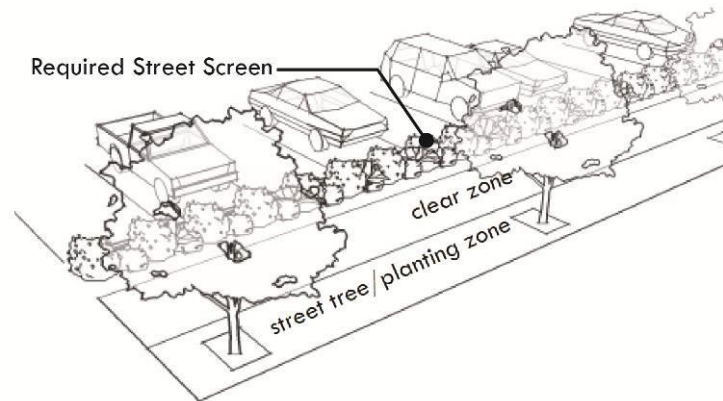 Required Street Screen
clear zone
street tree/planting zone